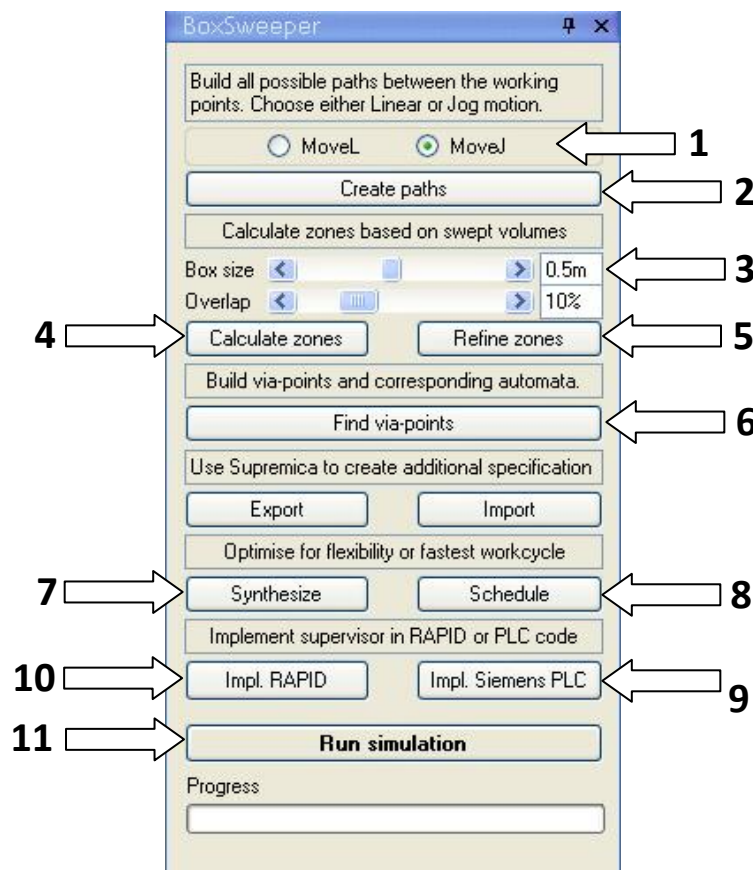 BoxSweeper
Build all possible paths between the working
points. Choose either Linear or Jog motion.
MoveL MoveJ 1
Create paths 2
Calculate zones based on swept volumes
Box size 0.5m 3
Overlap 10%
4 Calculate zones Refine zones 5
Build via-points and corresponding automata.
Find via-points 6
Use Supremica to create additional specification
Export Import
Optimise for flexibility or fastest workcycle
7 Synthesize Schedule 8
Implement supervisor in RAPID or PLC code
10 Impl. RAPID Impl. Siemens PLC 9
11 Run simulation
Progress